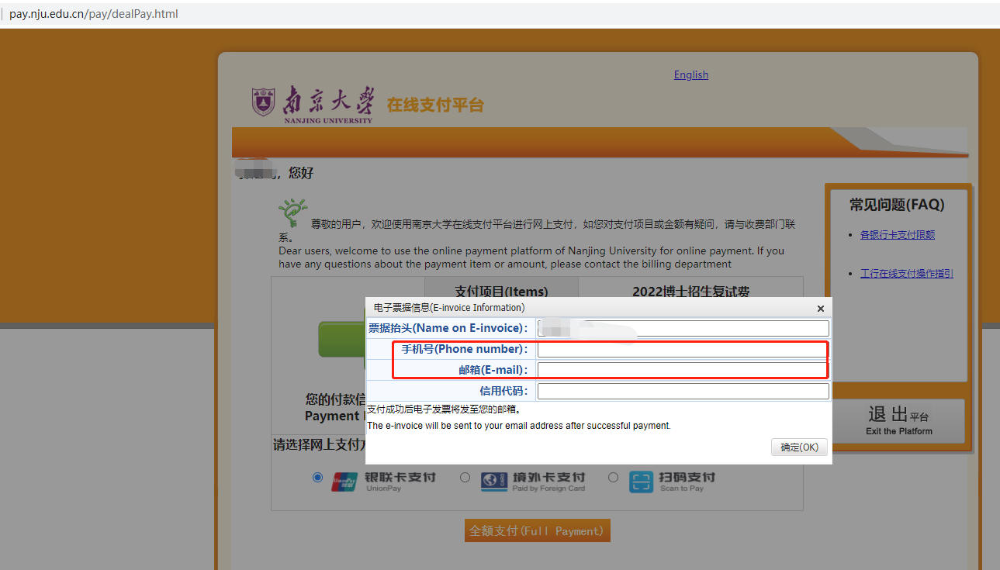 pay.nju.edu.cn/pay/dealPay.html
English
南京大学
NANJING UNIVERSITY
在线支付平台
，您好
尊敬的用户，欢迎使用南京大学在线支付平台进行网上支付，如您对支付项目或金额有疑问，请与收费部门联
系。
Dear users, welcome to use the online payment platform of Nanjing University for online payment. If you
have any questions about the payment item or amount, please contact the billing department
常见问题(FAQ)
各银行卡支付限额
工行在线支付操作指引
支付项目(Items)
2022博士招生复试费
电子票据信息(E-invoice Information)
票据抬头(Name on E-invoice)：
手机号(Phone number)：
邮箱(E-mail)：
信用代码：
支付成功后电子发票将发至您的邮箱。
The e-invoice will be sent to your email address after successful payment.
确定(OK)
您的付款信
Payment
退出平台
Exit the Platform
请选择网上支付方
UnionPay
银联
银联卡支付
UnionPay
境外卡支付
Paid by Foreign Card
扫码支付
Scan to Pay
全额支付(Full Payment)